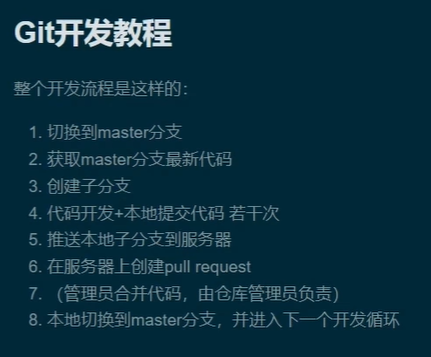 Git开发教程
整个开发流程是这样的：
1. 切换到master分支
2. 获取master分支最新代码
3. 创建子分支
4. 代码开发+本地提交代码 若干次
5. 推送本地子分支到服务器
6. 在服务器上创建pull request
7. （管理员合并代码，由仓库管理员负责）
8. 本地切换到master分支，并进入下一个开发循环